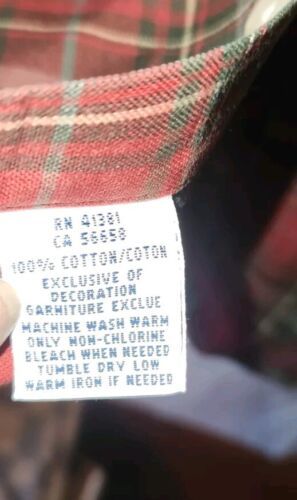 RN 41381
CA 56658
100% COTTON/COTON
EXCLUSIVE OF
DECORATION
GARNITURE EXCLUE
MACHINE WASH WARM
ONLY NON-CHLORINE
BLEACH WHEN NEEDED
TUMBLE DRY LOW
WARM IRON IF NEEDED